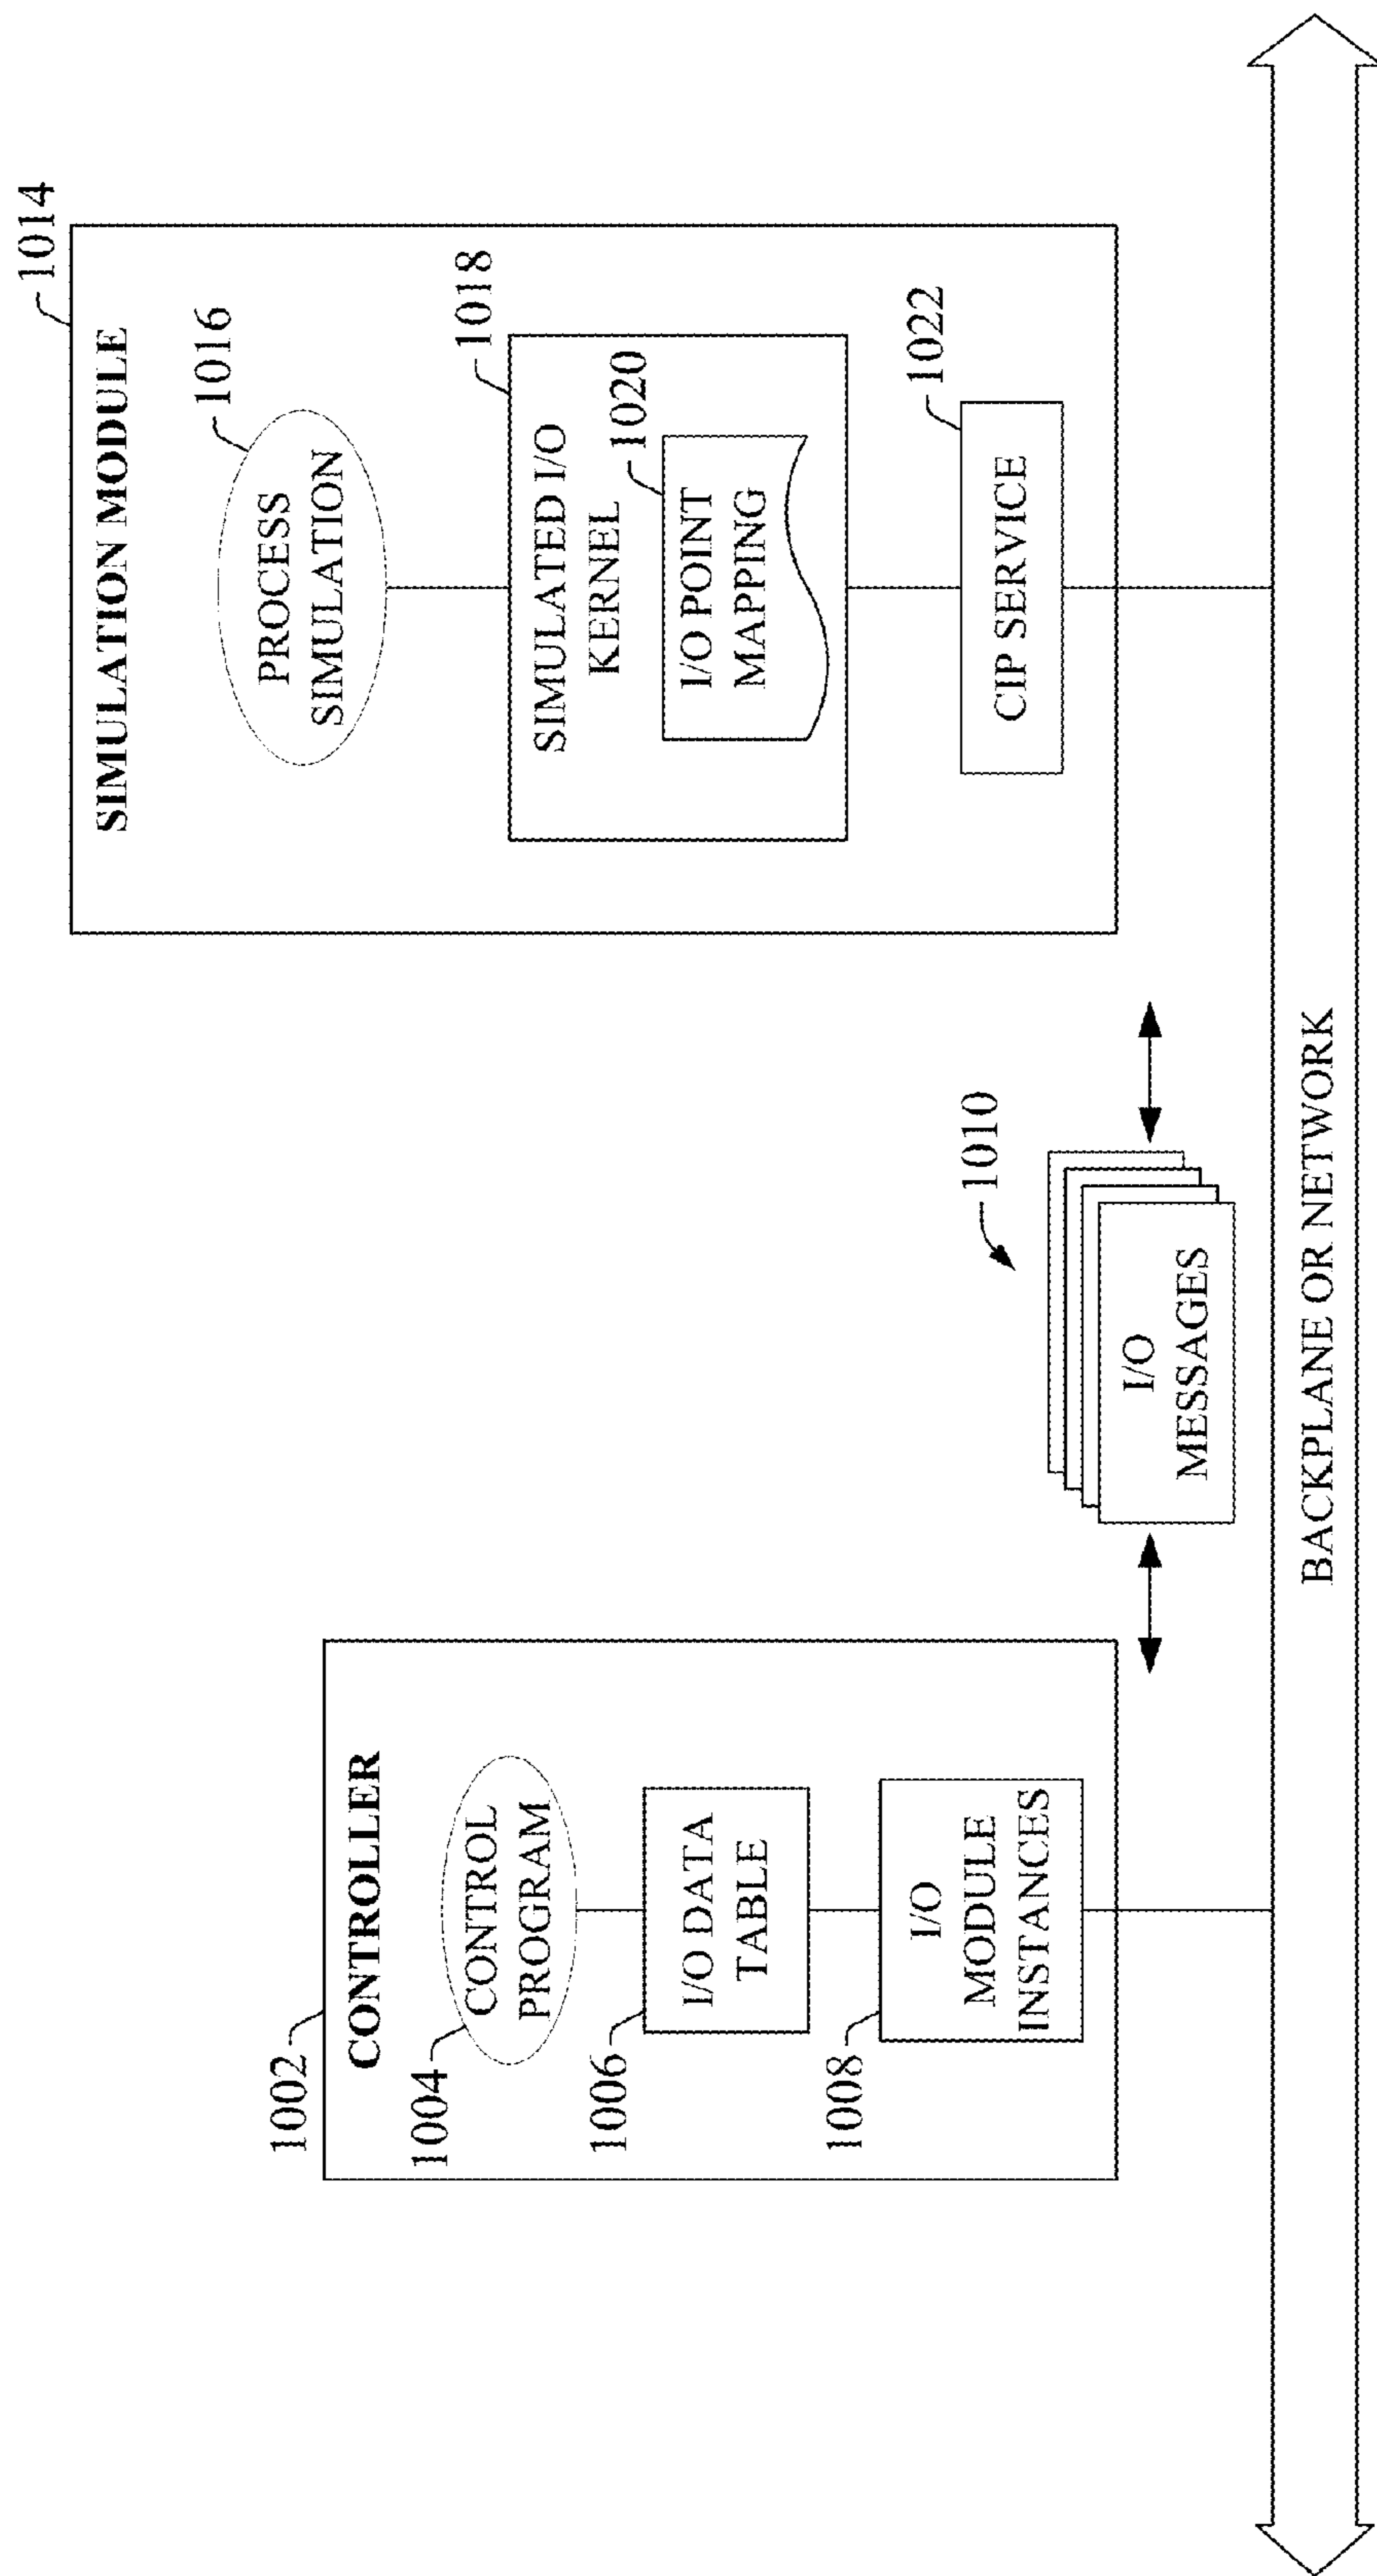 1002
CONTROLLER
1004
CONTROL
PROGRAM
1006
I/O DATA
TABLE
1008
I/O
MODULE
INSTANCES
1010
I/O
MESSAGES
1014
SIMULATION MODULE
1016
PROCESS
SIMULATION
1018
SIMULATED I/O
KERNEL
1020
I/O POINT
MAPPING
1022
CIP SERVICE
BACKPLANE OR NETWORK